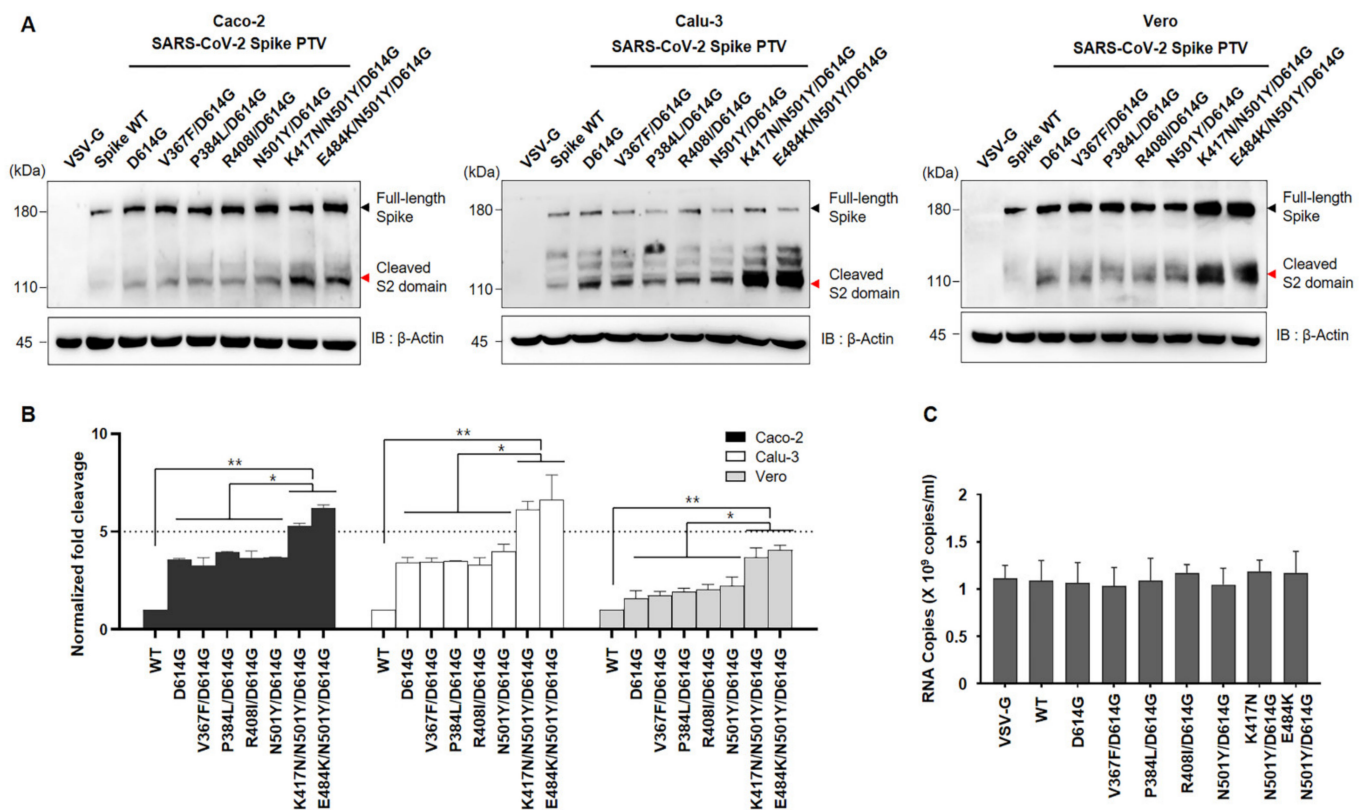 A
Caco-2
SARS-CoV-2 Spike PTV
VSV-G
Spike WT
D614G
V367F/D614G
P384L/D614G
R408I/D614G
N501Y/D614G
K417N/N501Y/D614G
E484K/N501Y/D614G
(kDa)
180
110
45
Full-length
Spike
Cleaved
S2 domain
IB : β-Actin
Calu-3
SARS-CoV-2 Spike PTV
VSV-G
Spike WT
D614G
V367F/D614G
P384L/D614G
R408I/D614G
N501Y/D614G
K417N/N501Y/D614G
E484K/N501Y/D614G
(kDa)
180
110
45
Full-length
Spike
Cleaved
S2 domain
IB : β-Actin
Vero
SARS-CoV-2 Spike PTV
VSV-G
Spike WT
D614G
V367F/D614G
P384L/D614G
R408I/D614G
N501Y/D614G
K417N/N501Y/D614G
E484K/N501Y/D614G
(kDa)
180
110
45
Full-length
Spike
Cleaved
S2 domain
IB : β-Actin
B
Normalized fold cleavage
10
5
0
**
*
**
*
**
*
Caco-2
Calu-3
Vero
WT
D614G
V367F/D614G
P384L/D614G
R408I/D614G
N501Y/D614G
K417N/N501Y/D614G
E484K/N501Y/D614G
WT
D614G
V367F/D614G
P384L/D614G
R408I/D614G
N501Y/D614G
K417N/N501Y/D614G
E484K/N501Y/D614G
WT
D614G
V367F/D614G
P384L/D614G
R408I/D614G
N501Y/D614G
K417N/N501Y/D614G
E484K/N501Y/D614G
C
RNA Copies (X 10⁹ copies/ml)
2
1.5
1
0.5
0
VSV-G
WT
D614G
V367F/D614G
P384L/D614G
R408I/D614G
N501Y/D614G
K417N
N501Y/D614G
E484K
N501Y/D614G